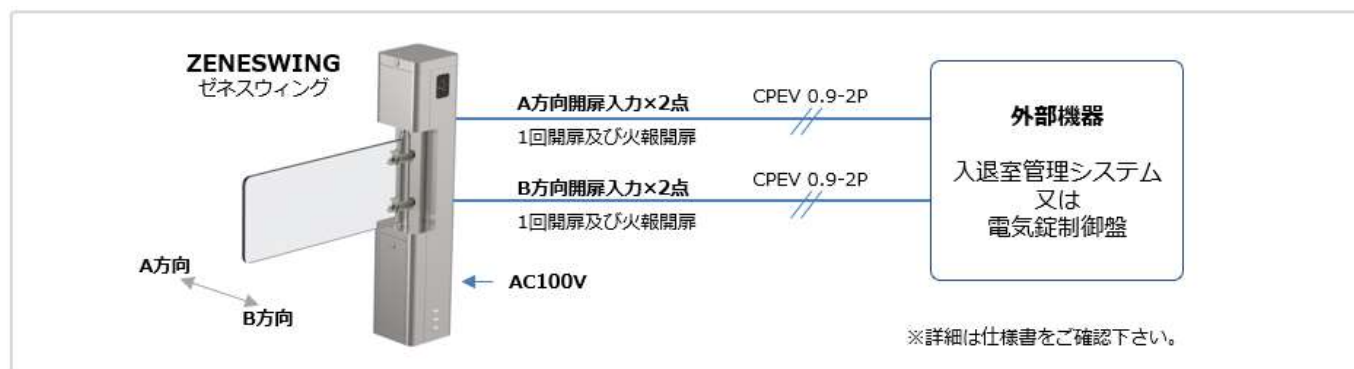 ZENESWING
ゼネスウィング
A方向開扉入力×2点
CPEV 0.9-2P
1回開扉及び火報開扉
B方向開扉入力×2点
CPEV 0.9-2P
1回開扉及び火報開扉
外部機器
入退室管理システム
又は
電気錠制御盤
A方向
B方向
AC100V
※詳細は仕様書をご確認下さい。